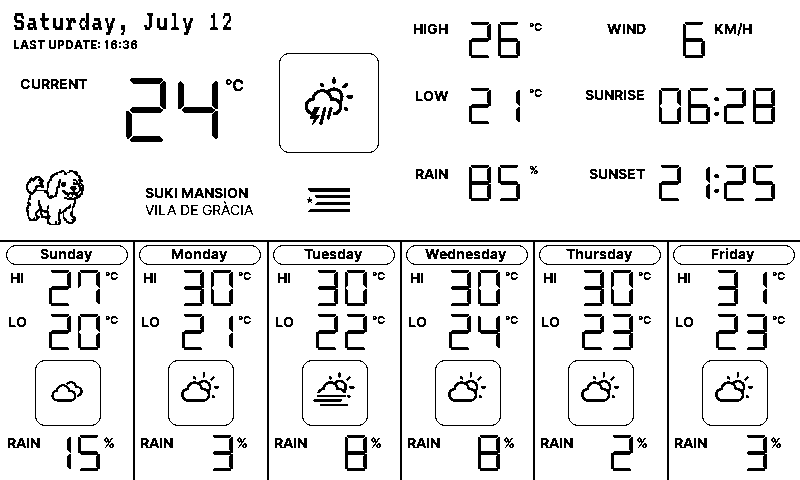 Saturday, July 12
LAST UPDATE: 16:36
CURRENT 24 °C
HIGH 26 °C
WIND 6 KM/H
LOW 21 °C
SUNRISE 06:28
RAIN 85 %
SUNSET 21:25
SUKI MANSION
VILA DE GRÀCIA
Sunday
HI 27 °C
LO 20 °C
RAIN 15 %
Monday
HI 30 °C
LO 21 °C
RAIN 3 %
Tuesday
HI 30 °C
LO 22 °C
RAIN 8 %
Wednesday
HI 30 °C
LO 24 °C
RAIN 8 %
Thursday
HI 30 °C
LO 23 °C
RAIN 2 %
Friday
HI 31 °C
LO 23 °C
RAIN 3 %